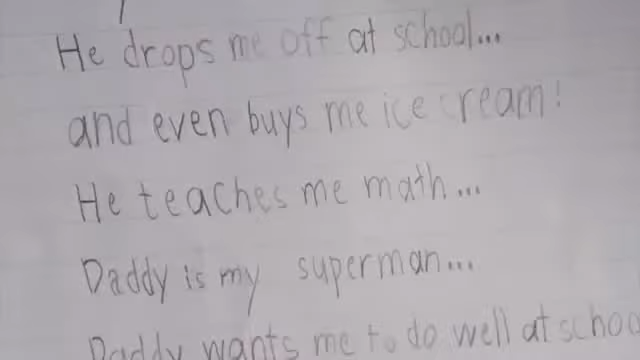 He drops me off at school...
and even buys me ice cream!
He teaches me math...
Daddy is my superman...
Daddy wants me to do well at schoo